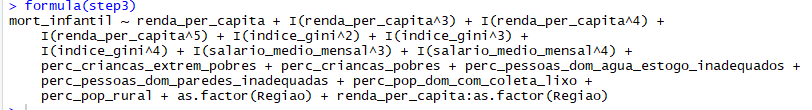 > formula(step3)
mort_infantil ~ renda_per_capita + I(renda_per_capita^3) + I(renda_per_capita^4) +
I(renda_per_capita^5) + I(indice_gini^2) + I(indice_gini^3) +
I(indice_gini^4) + I(salario_medio_mensal^3) + I(salario_medio_mensal^4) +
perc_criancas_extrem_pobres + perc_criancas_pobres + perc_pessoas_dom_agua_estogo_inadequados +
perc_pessoas_dom_paredes_inadequadas + perc_pop_dom_com_coleta_lixo +
perc_pop_rural + as.factor(Regiao) + renda_per_capita:as.factor(Regiao)